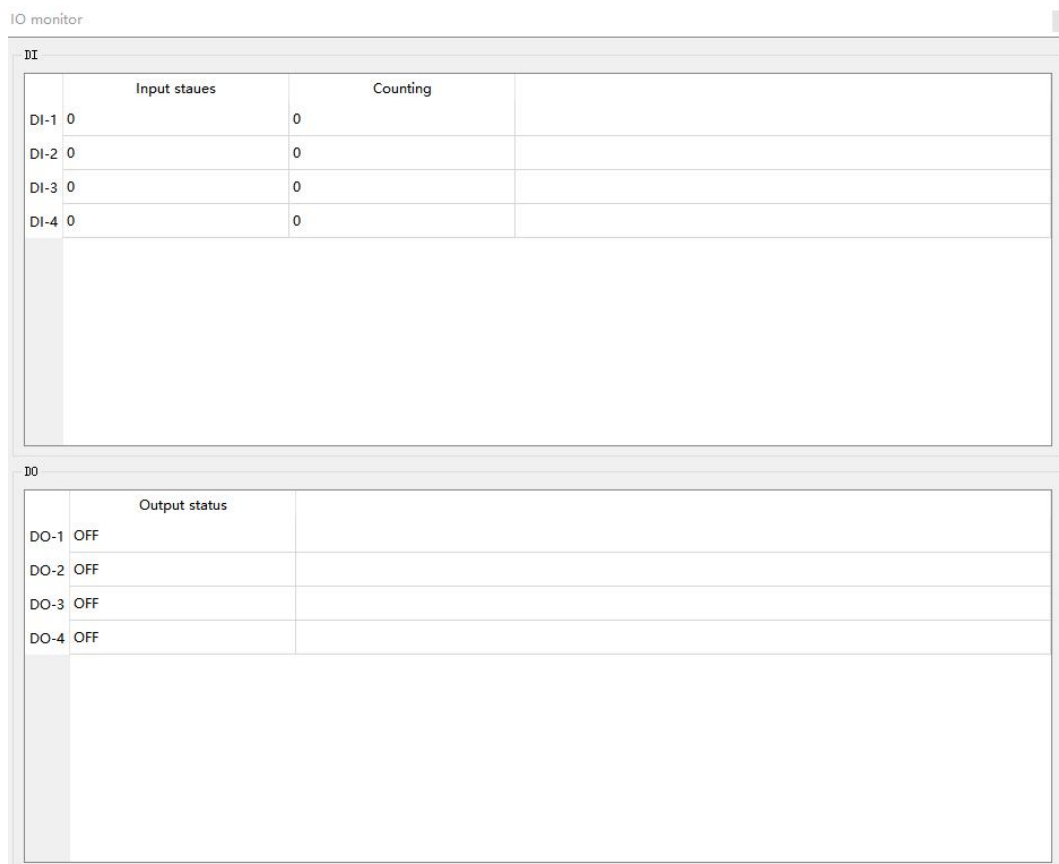 IO monitor
DI
Input staues Counting
DI-1 0 0
DI-2 0 0
DI-3 0 0
DI-4 0 0
DO
Output status
DO-1 OFF
DO-2 OFF
DO-3 OFF
DO-4 OFF